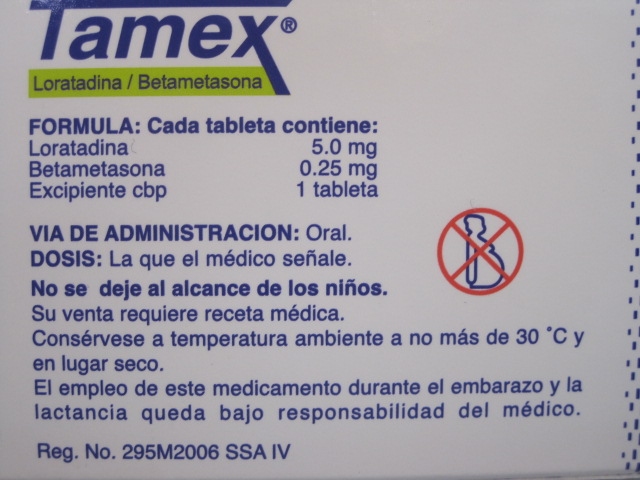 Tamex®
Loratadina / Betametasona
FORMULA: Cada tableta contiene:
Loratadina 5.0 mg
Betametasona 0.25 mg
Excipiente cbp 1 tableta
VIA DE ADMINISTRACION: Oral.
DOSIS: La que el médico señale.
No se deje al alcance de los niños.
Su venta requiere receta médica.
Consérvese a temperatura ambiente a no más de 30 °C y
en lugar seco.
El empleo de este medicamento durante el embarazo y la
lactancia queda bajo responsabilidad del médico.
Reg. No. 295M2006 SSA IV